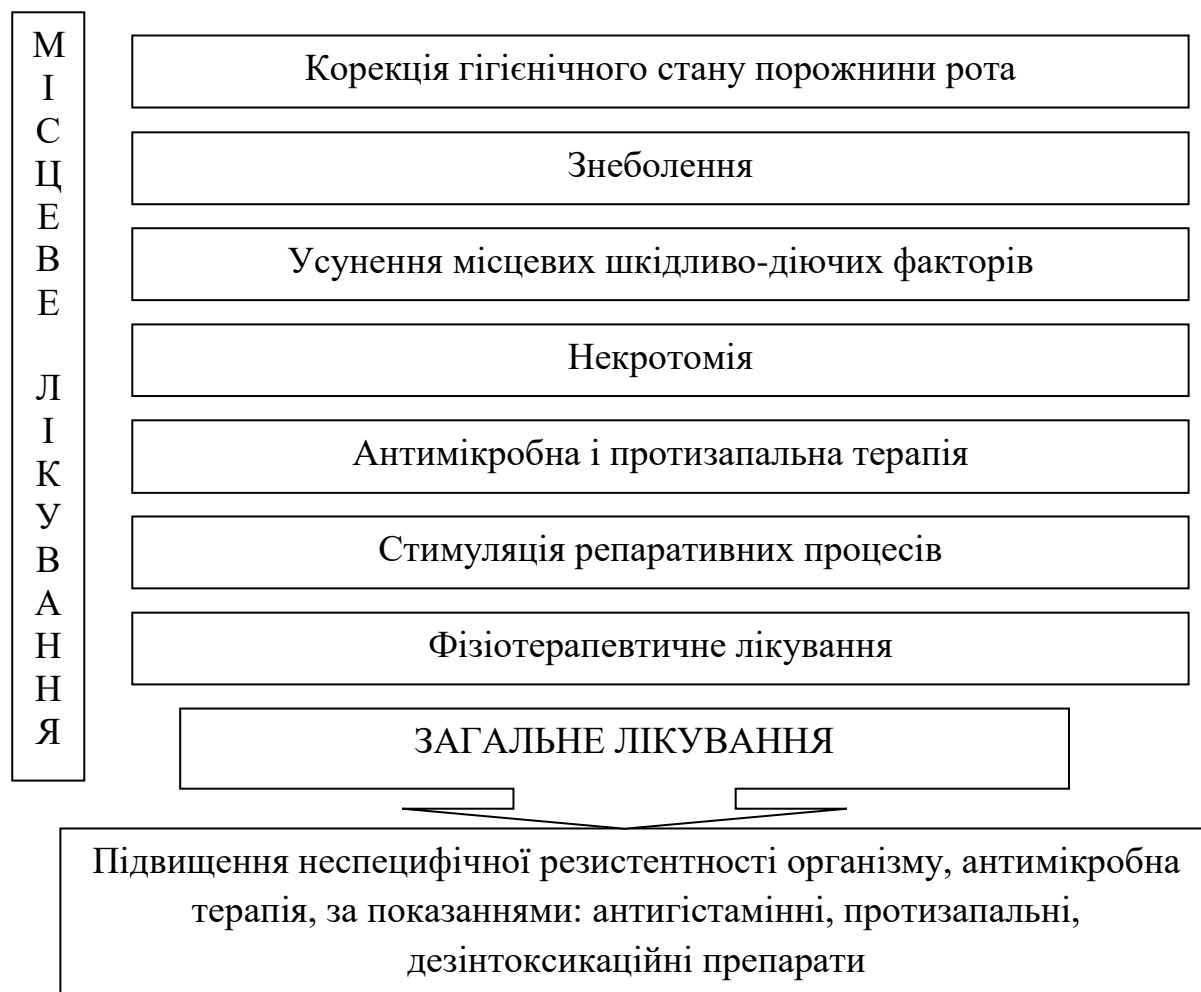 МІСЦЕВЕ ЛІКУВАННЯ
Корекція гігієнічного стану порожнини рота
Знеболення
Усунення місцевих шкідливо-діючих факторів
Некротомія
Антимікробна і протизапальна терапія
Стимуляція репаративних процесів
Фізіотерапевтичне лікування
ЗАГАЛЬНЕ ЛІКУВАННЯ
Підвищення неспецифічної резистентності організму, антимікробна
терапія, за показаннями: антигістамінні, протизапальні,
дезінтоксикаційні препарати